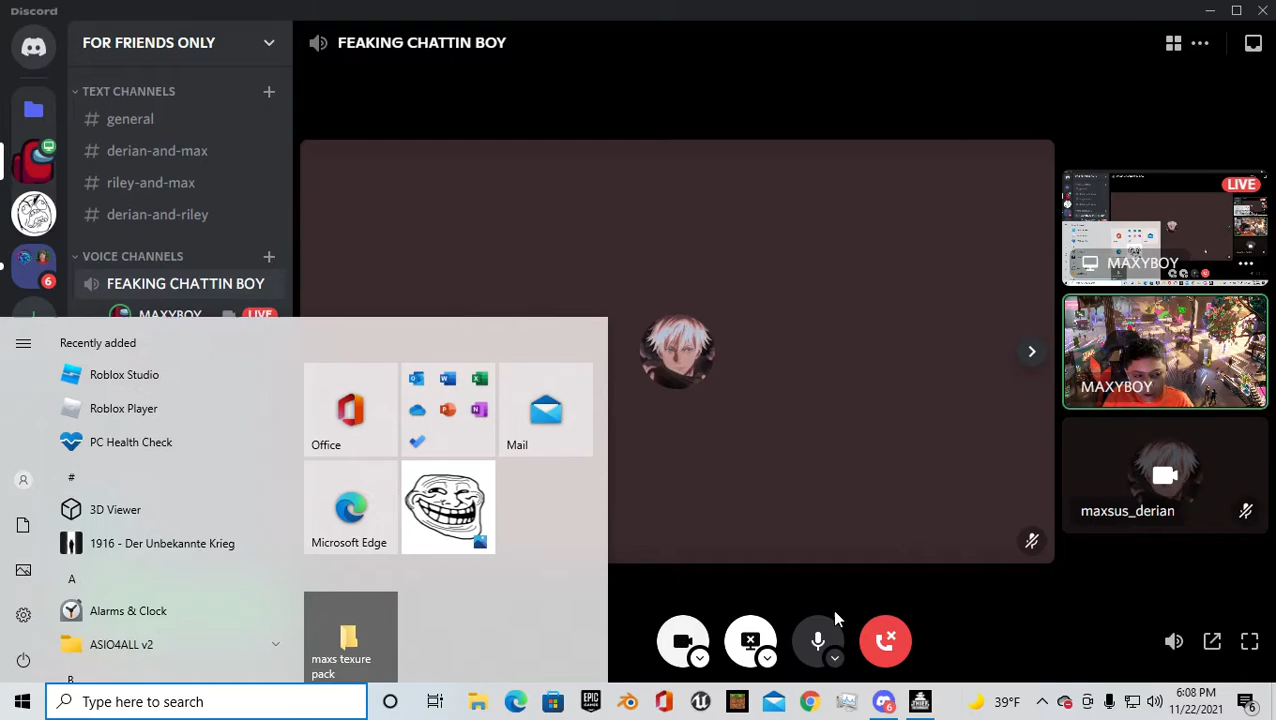 Discord
FOR FRIENDS ONLY
FEAKING CHATTIN BOY
TEXT CHANNELS
general
derian-and-max
riley-and-max
derian-and-riley
VOICE CHANNELS
FEAKING CHATTIN BOY
MAXYBOY LIVE
6
LIVE
MAXYBOY
MAXYBOY
maxsus_derian
Recently added
Roblox Studio
Roblox Player
PC Health Check
#
3D Viewer
1916 - Der Unbekannte Krieg
A
Alarms & Clock
ASIO4ALL v2
B
Office
Mail
Microsoft Edge
maxs texure
pack
Type here to search
EPIC
GAMES
6
39°F
6:08 PM
11/22/2021
6